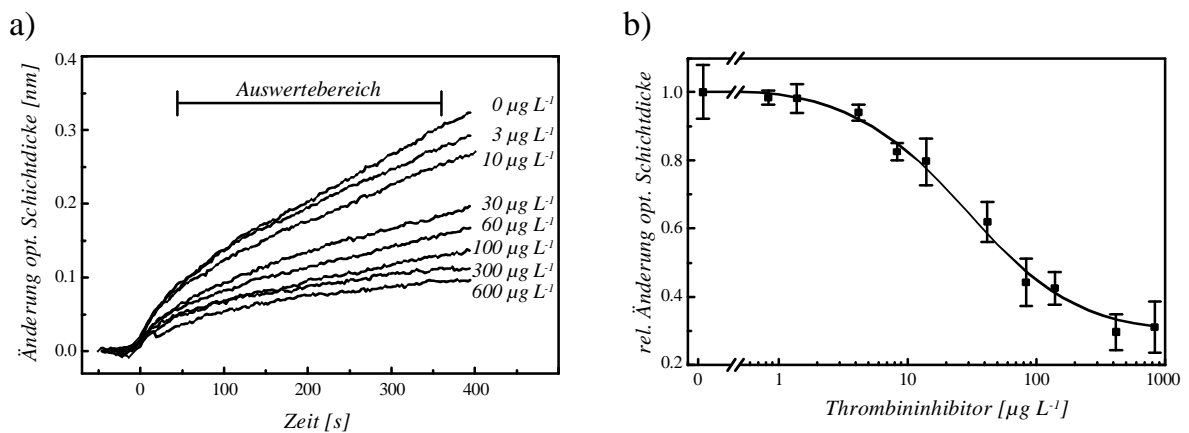 a)
Änderung opt. Schichtdicke [nm]
0.4
0.3
0.2
0.1
0.0
Auswertebereich
0 µg L-1
3 µg L-1
10 µg L-1
30 µg L-1
60 µg L-1
100 µg L-1
300 µg L-1
600 µg L-1
0 100 200 300 400 500
Zeit [s]
b)
rel. Änderung opt. Schichtdicke
1.0
0.8
0.6
0.4
0.2
0 1 10 100 1000
Thrombininhibitor [µg L-1]